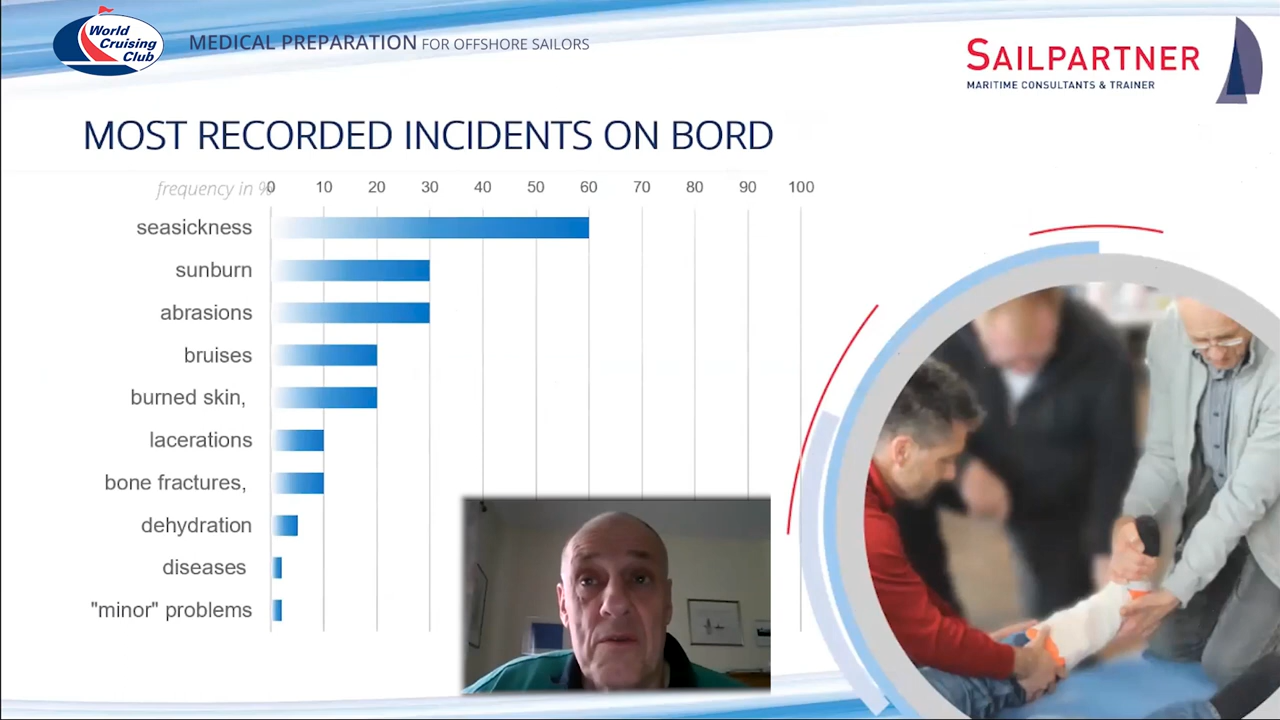 World
Cruising
Club
MEDICAL PREPARATION FOR OFFSHORE SAILORS
SAILPARTNER
MARITIME CONSULTANTS & TRAINER
MOST RECORDED INCIDENTS ON BORD
frequency in %
0 10 20 30 40 50 60 70 80 90 100
seasickness
sunburn
abrasions
bruises
burned skin,
lacerations
bone fractures,
dehydration
diseases
"minor" problems